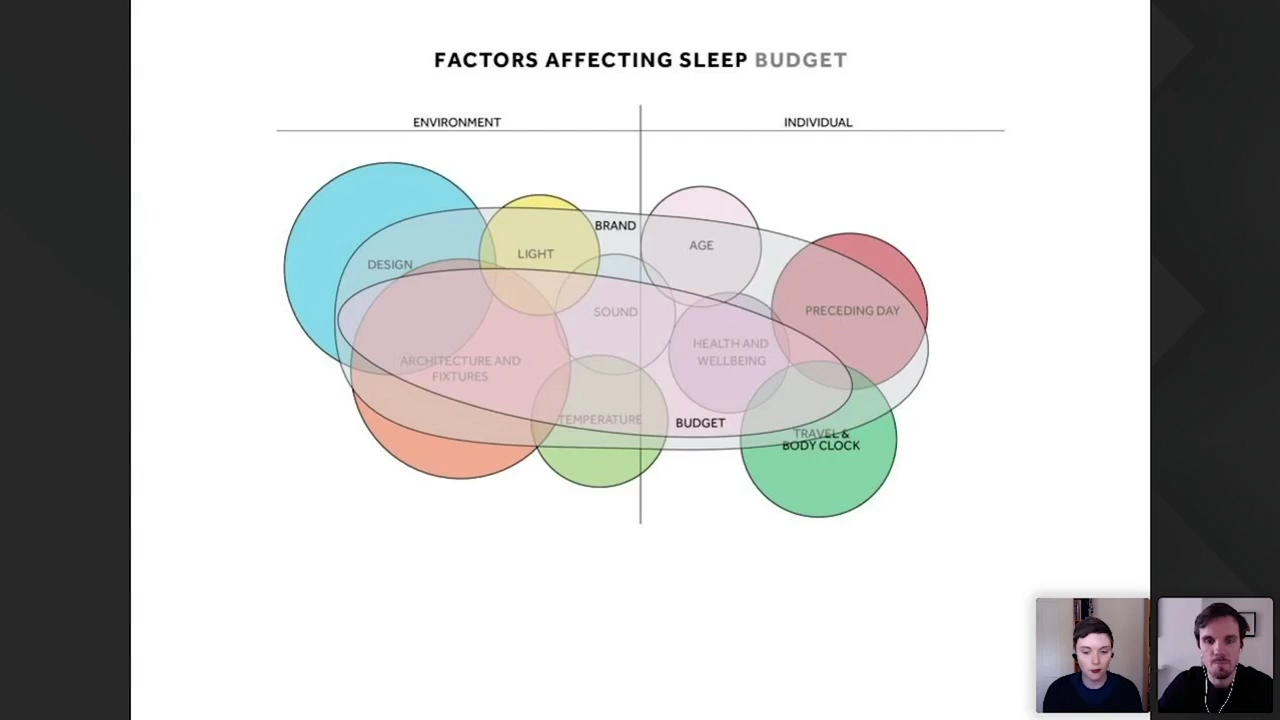 FACTORS AFFECTING SLEEP BUDGET
ENVIRONMENT
INDIVIDUAL
BRAND
AGE
LIGHT
DESIGN
SOUND
PRECEDING DAY
HEALTH AND
WELLBEING
ARCHITECTURE AND
FIXTURES
TEMPERATURE
BUDGET
TRAVEL &
BODY CLOCK